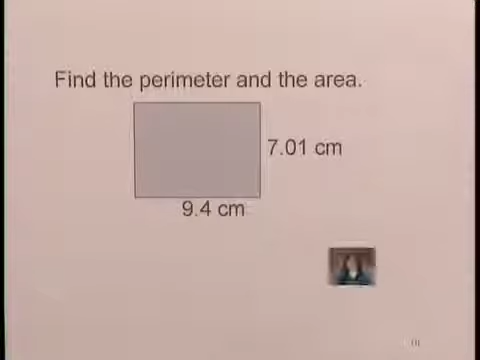 Find the perimeter and the area.
7.01 cm
9.4 cm